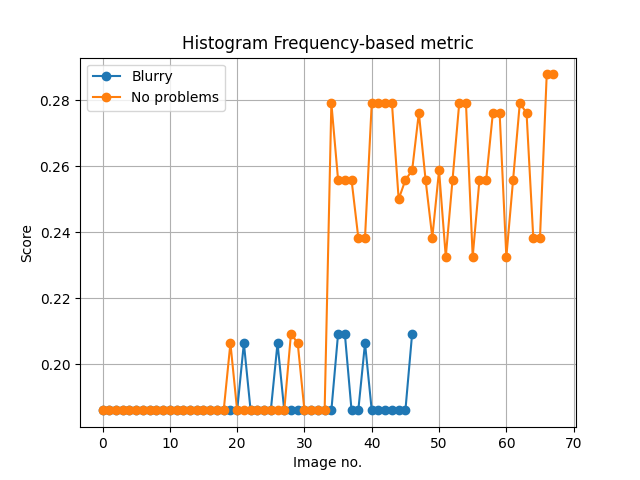 Histogram Frequency-based metric
Blurry
No problems
Score
0.28
0.26
0.24
0.22
0.20
0 10 20 30 40 50 60 70
Image no.